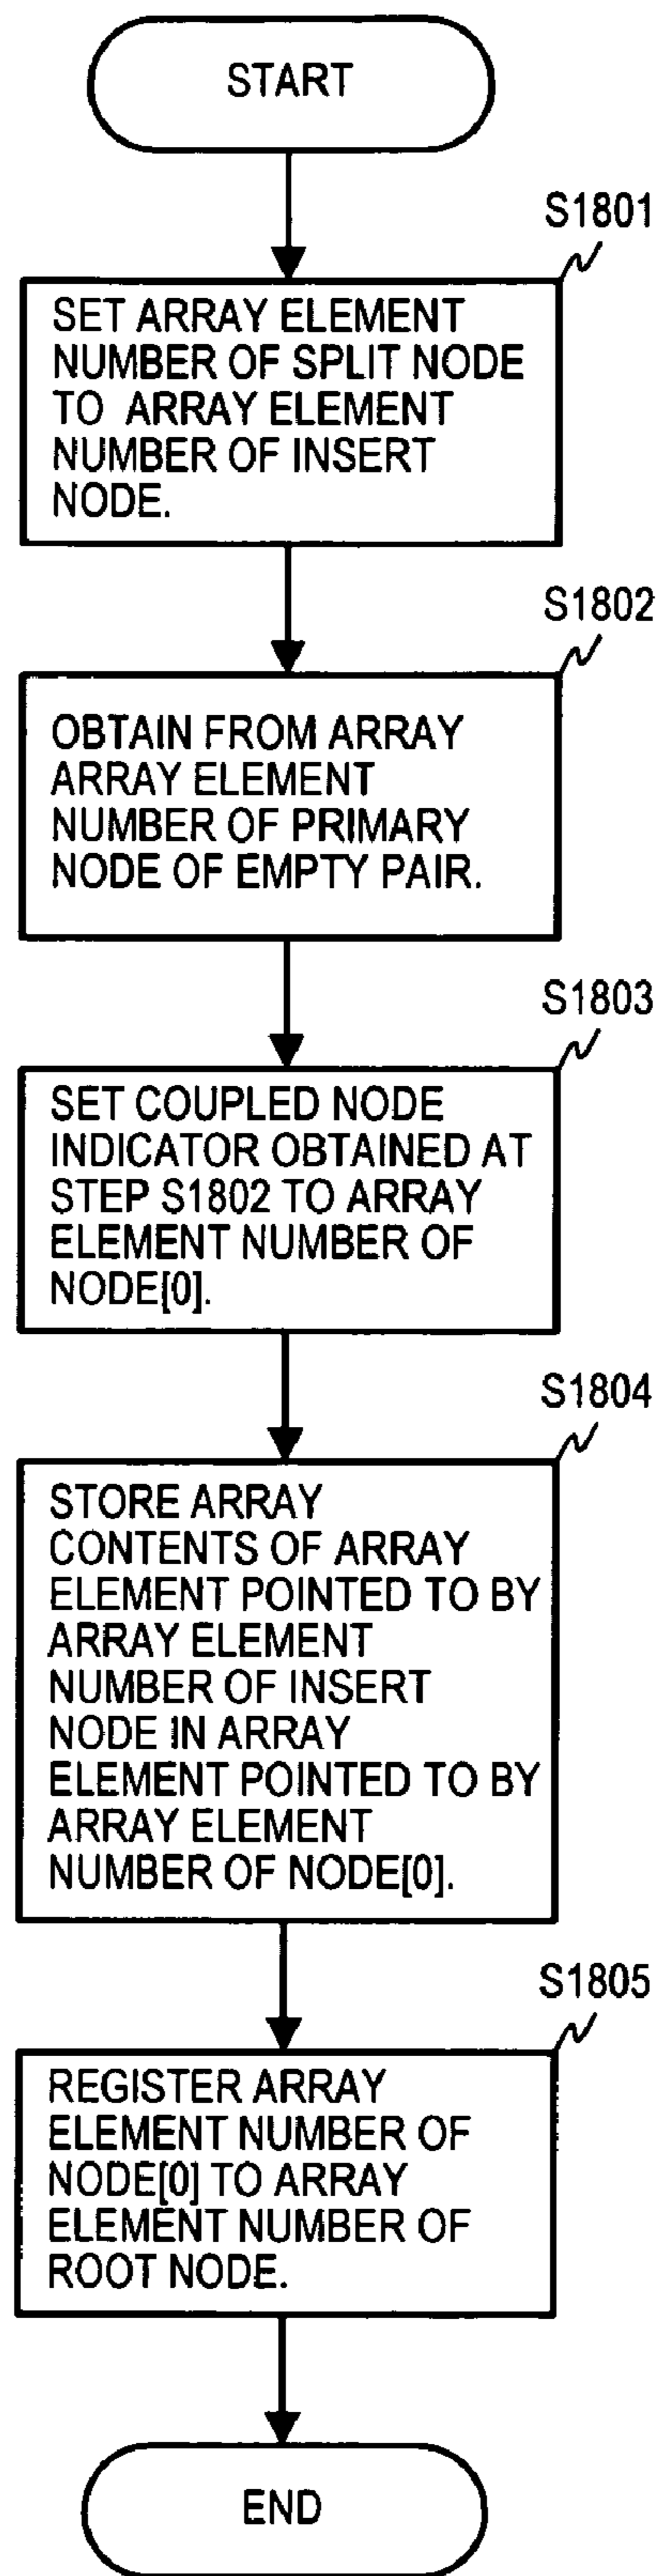 START
S1801
SET ARRAY ELEMENT
NUMBER OF SPLIT NODE
TO ARRAY ELEMENT
NUMBER OF INSERT
NODE.
S1802
OBTAIN FROM ARRAY
ARRAY ELEMENT
NUMBER OF PRIMARY
NODE OF EMPTY PAIR.
S1803
SET COUPLED NODE
INDICATOR OBTAINED AT
STEP S1802 TO ARRAY
ELEMENT NUMBER OF
NODE[0].
S1804
STORE ARRAY
CONTENTS OF ARRAY
ELEMENT POINTED TO BY
ARRAY ELEMENT
NUMBER OF INSERT
NODE IN ARRAY
ELEMENT POINTED TO BY
ARRAY ELEMENT
NUMBER OF NODE[0].
S1805
REGISTER ARRAY
ELEMENT NUMBER OF
NODE[0] TO ARRAY
ELEMENT NUMBER OF
ROOT NODE.
END